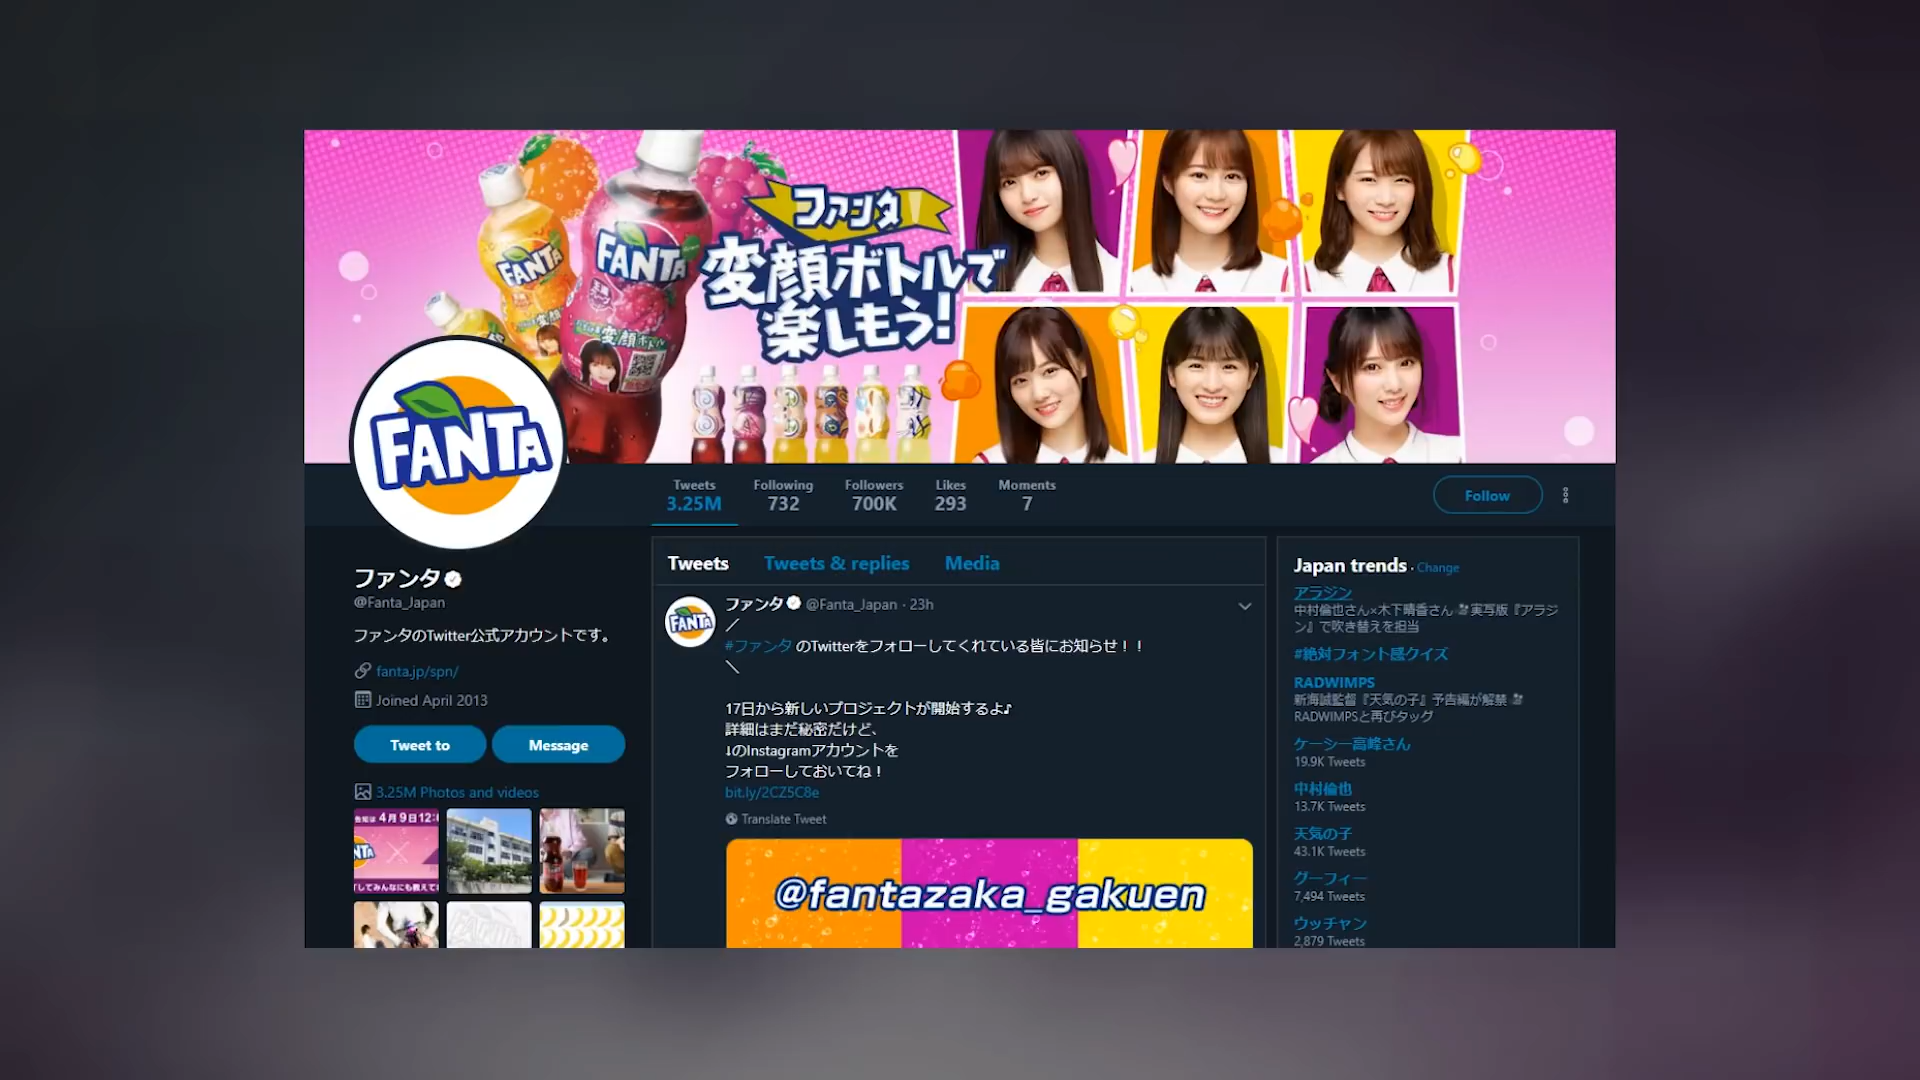 ファンタ
変顔ボトルで
楽しもう!
FANTA
FANTA
変顔ボトル
FANTA
Tweets
3.25M
Following
732
Followers
700K
Likes
293
Moments
7
Follow
ファンタ
@Fanta_Japan
ファンタのTwitter公式アカウントです。
fanta.jp/spn/
Joined April 2013
Tweet to
Message
3.25M Photos and videos
4月9日12:
Tweets
Tweets & replies
Media
FANTA
ファンタ @Fanta_Japan · 23h
／
#ファンタ のTwitterをフォローしてくれている皆にお知らせ！！
＼
17日から新しいプロジェクトが開始するよ♪
詳細はまだ秘密だけど、
↓のInstagramアカウントを
フォローしておいてね！
bit.ly/2CZ5C8e
Translate Tweet
@fantazaka_gakuen
Japan trends · Change
アラジン
中村倫也さん×木下晴香さん 実写版『アラジ
ン』で吹き替えを担当
#絶対フォント感クイズ
RADWIMPS
新海誠監督『天気の子』予告編が解禁
RADWIMPSと再びタッグ
ケーシー高峰さん
19.9K Tweets
中村倫也
13.7K Tweets
天気の子
43.1K Tweets
グーフィー
7,494 Tweets
ウッチャン
2,879 Tweets